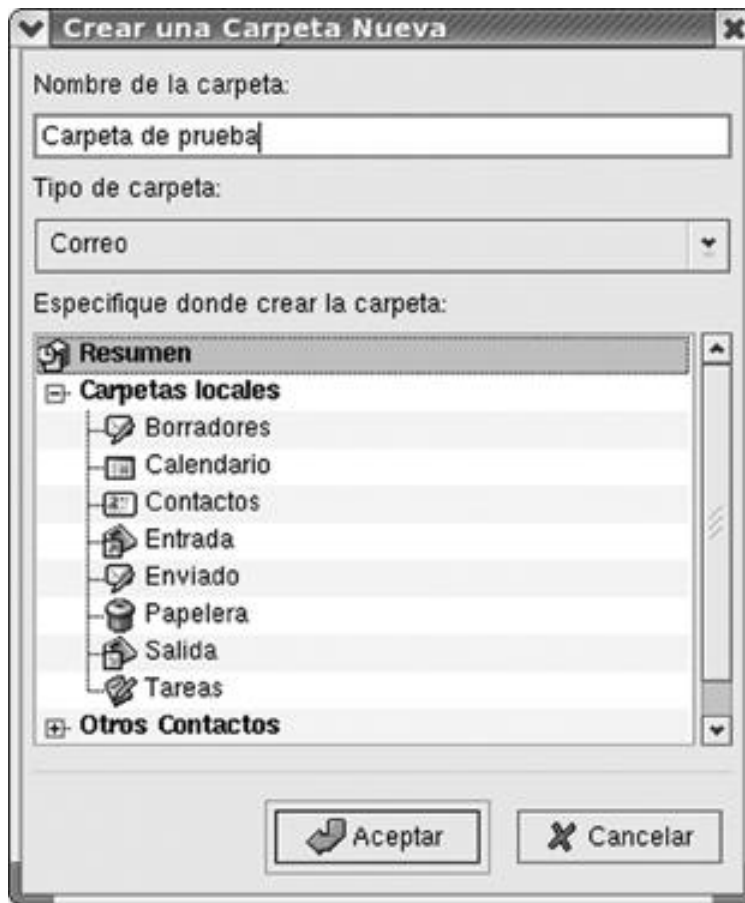 Crear una Carpeta Nueva
Nombre de la carpeta:
Carpeta de prueba
Tipo de carpeta:
Correo
Especifique donde crear la carpeta:
Resumen
Carpetas locales
Borradores
Calendario
Contactos
Entrada
Enviado
Papelera
Salida
Tareas
Otros Contactos
Aceptar
Cancelar